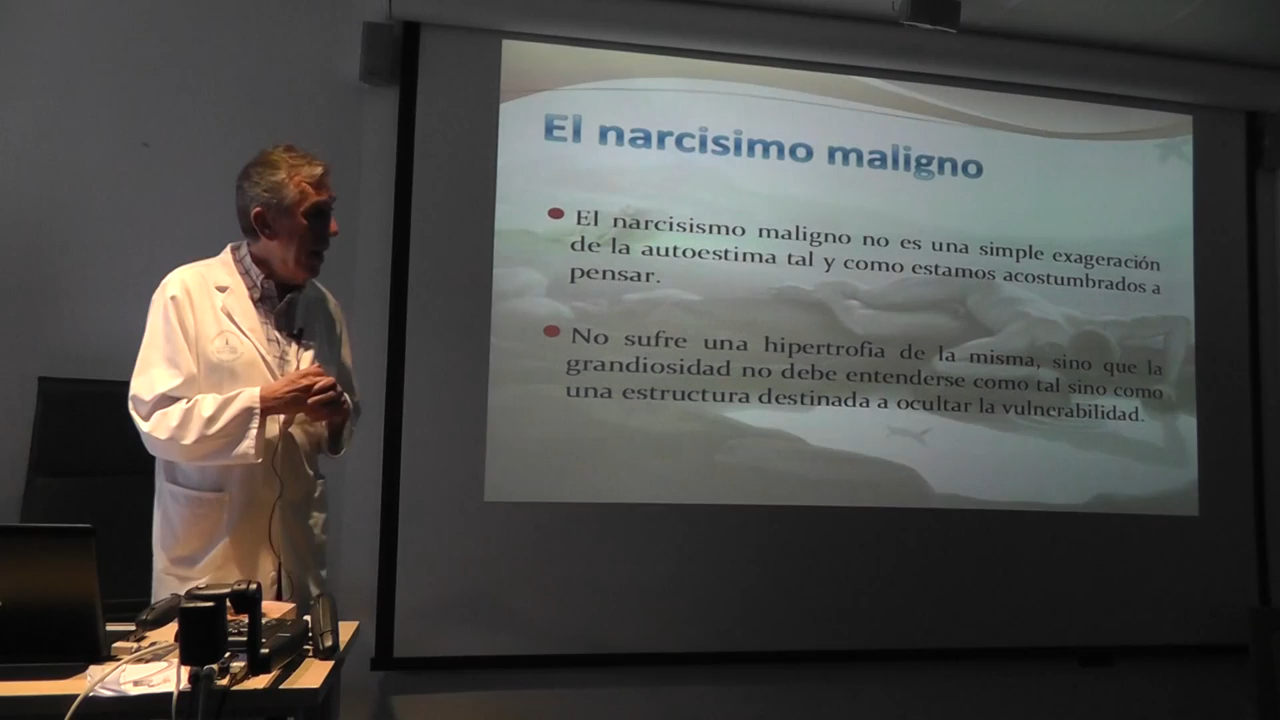 El narcisimo maligno
El narcisismo maligno no es una simple exageración
de la autoestima tal y como estamos acostumbrados a
pensar.
No sufre una hipertrofia de la misma, sino que la
grandiosidad no debe entenderse como tal sino como
una estructura destinada a ocultar la vulnerabilidad.